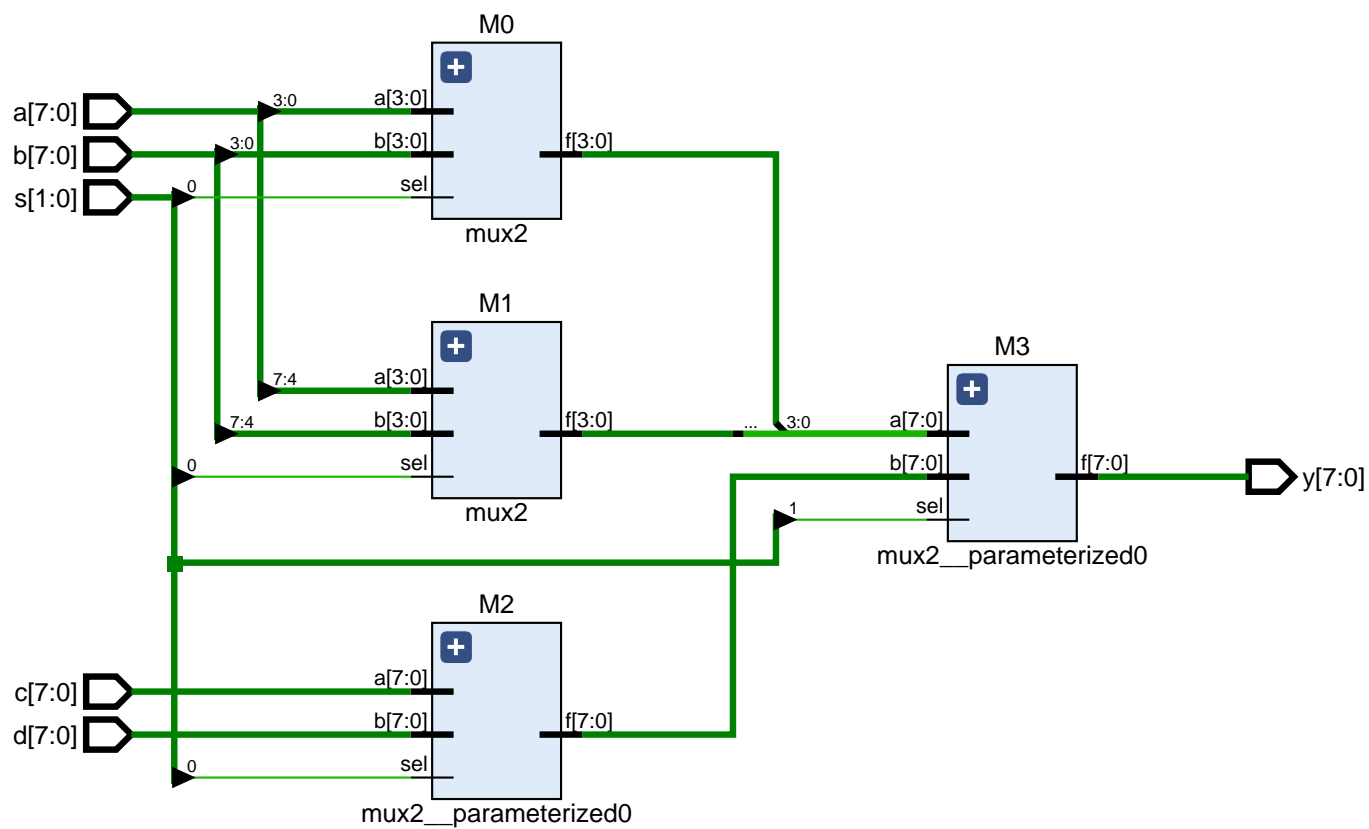 M0
a[7:0]
3:0
a[3:0]
b[7:0]
3:0
b[3:0]
f[3:0]
s[1:0]
0
sel
mux2
M1
7:4
a[3:0]
7:4
b[3:0]
f[3:0]
0
sel
mux2
...
3:0
M3
a[7:0]
b[7:0]
f[7:0]
y[7:0]
1
sel
mux2__parameterized0
M2
c[7:0]
a[7:0]
d[7:0]
b[7:0]
f[7:0]
0
sel
mux2__parameterized0